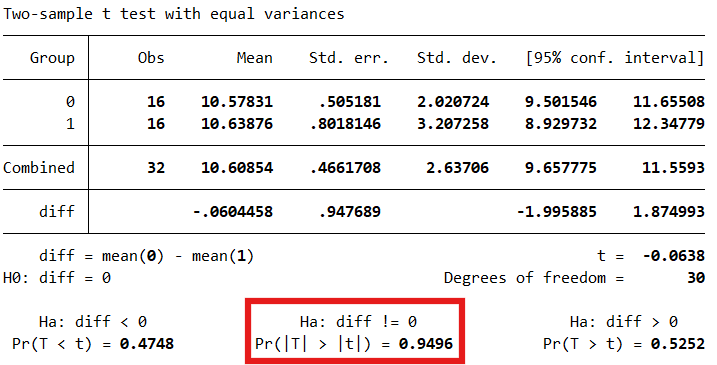 Two-sample t test with equal variances
Group Obs Mean Std. err. Std. dev. [95% conf. interval]
0 16 10.57831 .505181 2.020724 9.501546 11.65508
1 16 10.63876 .8018146 3.207258 8.929732 12.34779
Combined 32 10.60854 .4661708 2.63706 9.657775 11.5593
diff -.0604458 .947689 -1.995885 1.874993
diff = mean(0) - mean(1) t = -0.0638
H0: diff = 0 Degrees of freedom = 30
Ha: diff < 0 Ha: diff != 0 Ha: diff > 0
Pr(T < t) = 0.4748 Pr(|T| > |t|) = 0.9496 Pr(T > t) = 0.5252